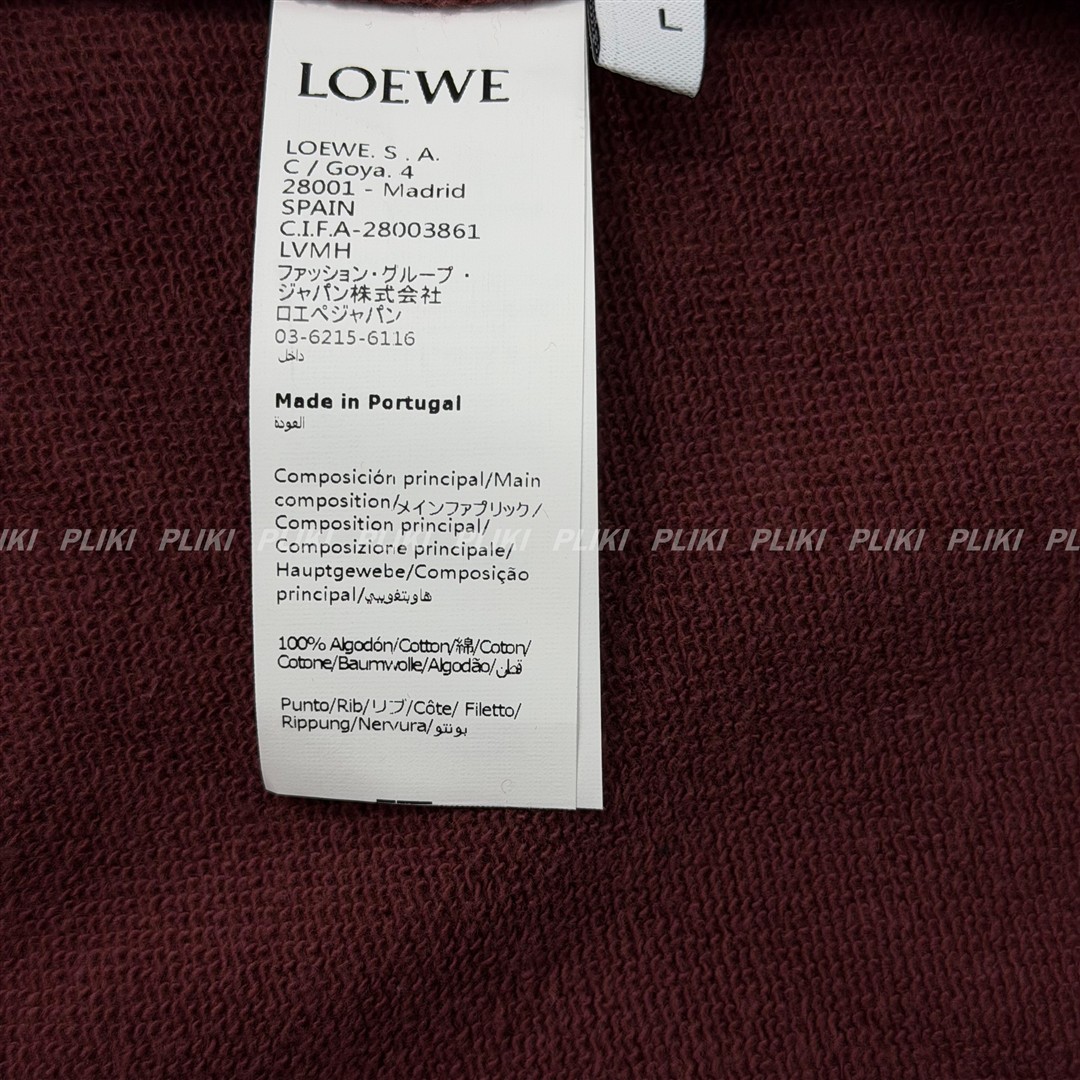 L
LOEWE
LOEWE. S . A.
C / Goya. 4
28001 - Madrid
SPAIN
C.I.F.A-28003861
LVMH
ファッション・グループ・
ジャパン株式会社
ロエベジャパン
03-6215-6116
داخل
Made in Portugal
العودة
Composición principal/Main
composition/メインファブリック/
Composition principal/
Composizione principale/
Hauptgewebe/Composição
principal/هاوبتغويبي
PLIKI PLIKI PLIKI PLIKI PLIKI PLIKI PLIKI PLIKI PLIKI PLIKI
100% Algodón/Cotton/綿/Coton/
Cotone/Baumwolle/Algodão/قطن
Punto/Rib/リブ/Côte/ Filetto/
Rippung/Nervura/بونتو